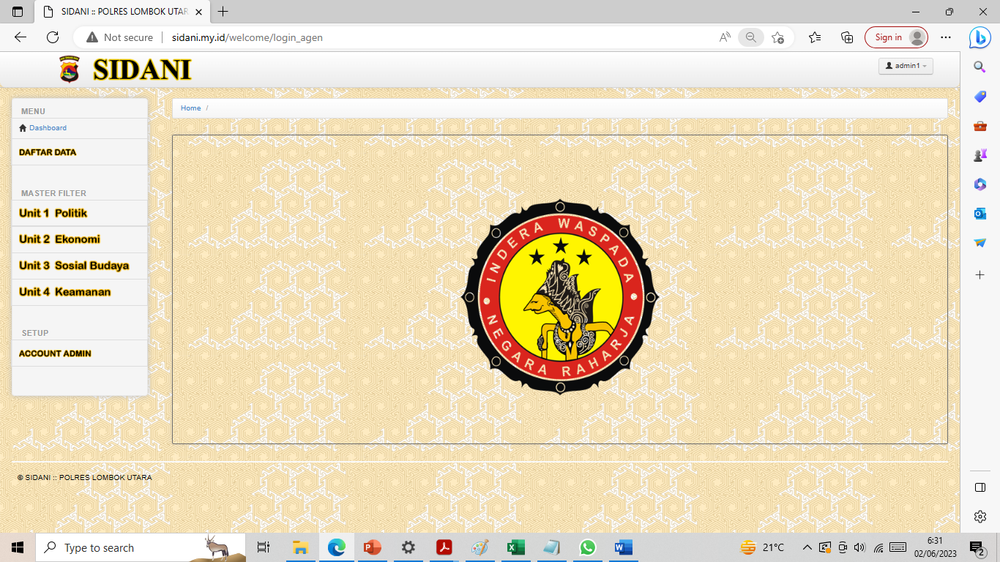 SIDANI :: POLRES LOMBOK UTAR
Not secure
sidani.my.id/welcome/login_agen
Sign in
SIDANI
admin1
MENU
Home /
Dashboard
DAFTAR DATA
MASTER FILTER
Unit 1 Politik
Unit 2 Ekonomi
Unit 3 Sosial Budaya
Unit 4 Keamanan
SETUP
ACCOUNT ADMIN
INDERA WASPADA
NEGARA RAHARJA
© SIDANI :: POLRES LOMBOK UTARA
Type to search
21°C
6:31
02/06/2023
2